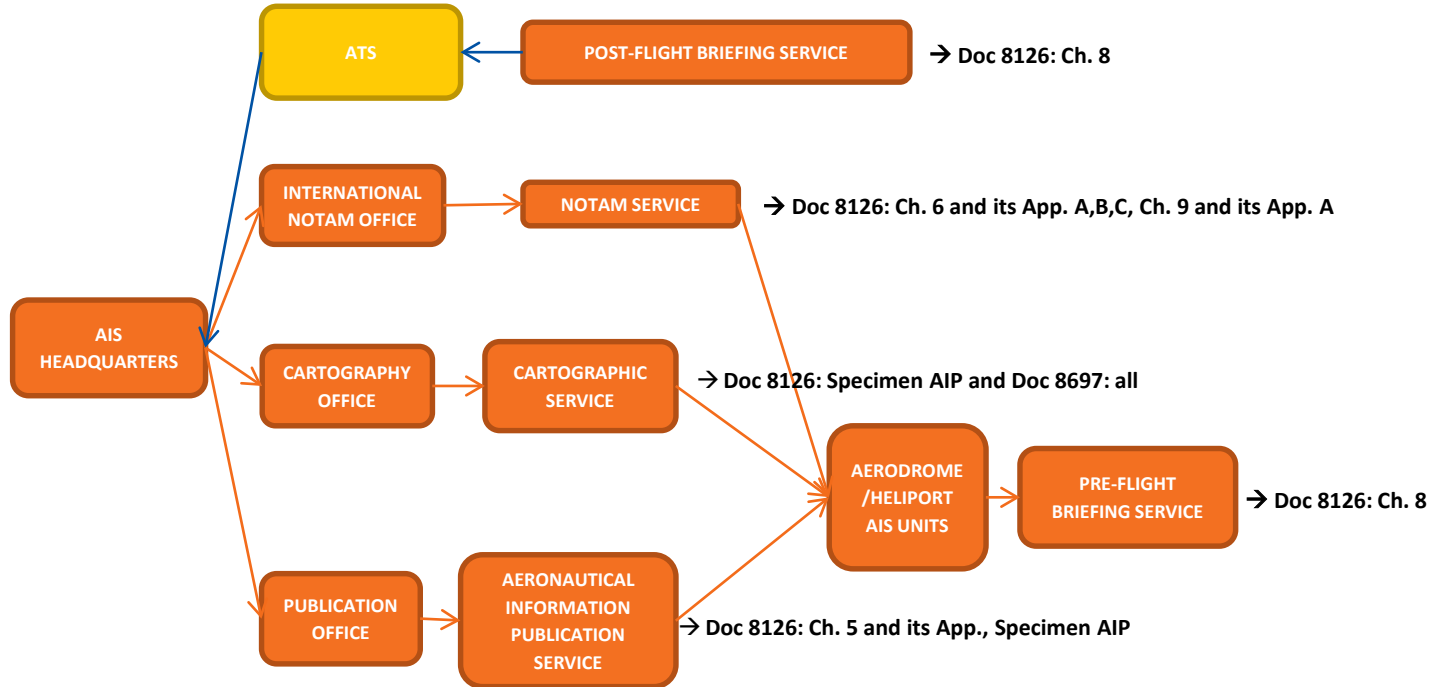 ATS
POST-FLIGHT BRIEFING SERVICE
→ Doc 8126: Ch. 8
INTERNATIONAL
NOTAM OFFICE
NOTAM SERVICE
→ Doc 8126: Ch. 6 and its App. A,B,C, Ch. 9 and its App. A
AIS
HEADQUARTERS
CARTOGRAPHY
OFFICE
CARTOGRAPHIC
SERVICE
→ Doc 8126: Specimen AIP and Doc 8697: all
AERODROME
/HELIPORT
AIS UNITS
PRE-FLIGHT
BRIEFING SERVICE
→ Doc 8126: Ch. 8
PUBLICATION
OFFICE
AERONAUTICAL
INFORMATION
PUBLICATION
SERVICE
→ Doc 8126: Ch. 5 and its App., Specimen AIP